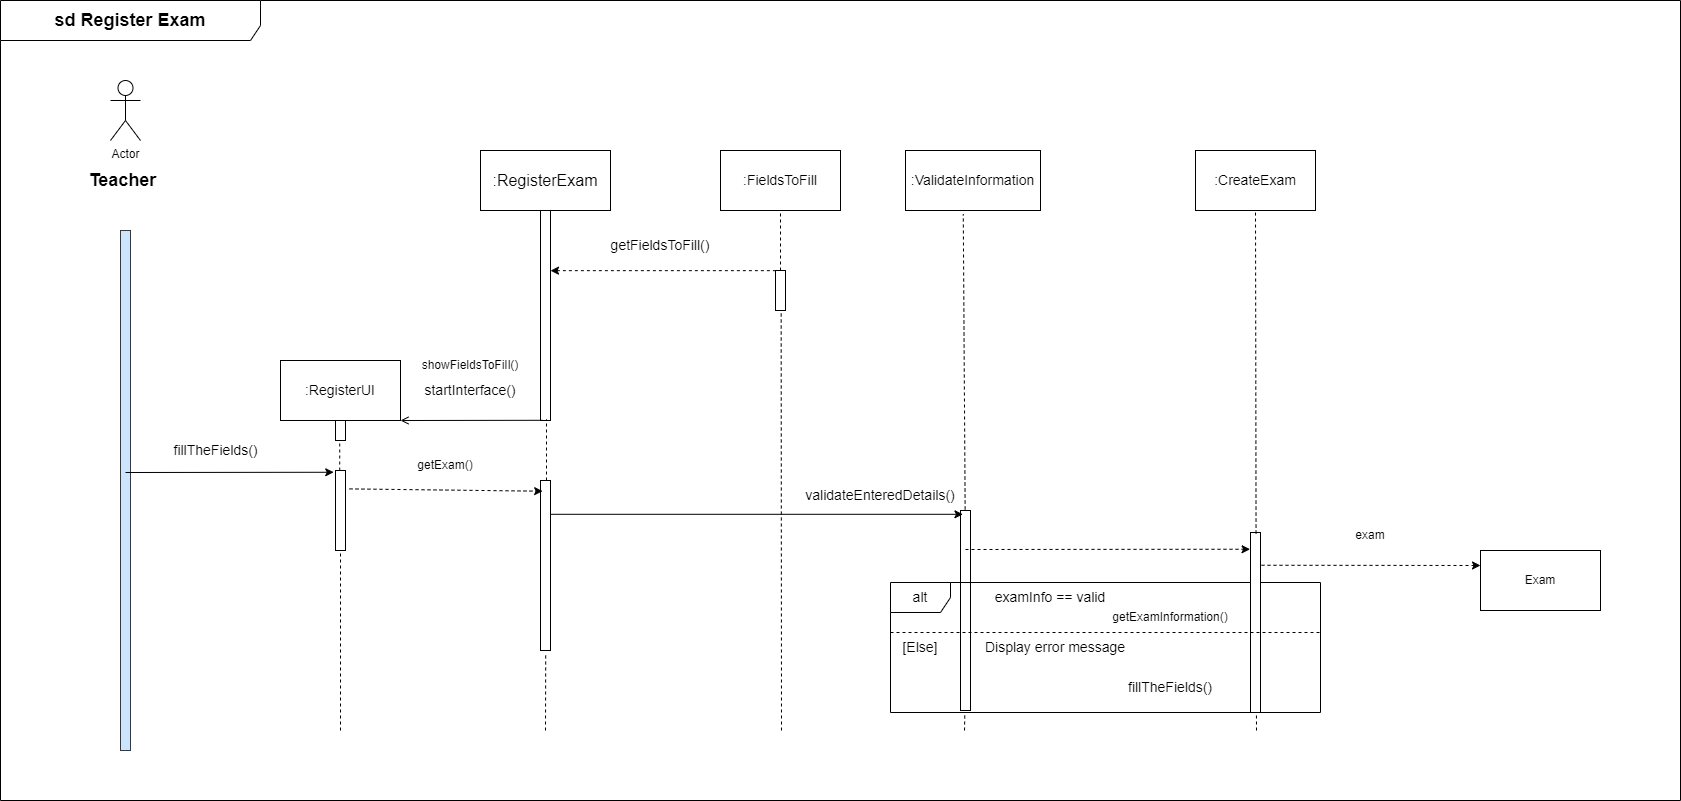 sd Register Exam
Actor
Teacher
:RegisterExam
:FieldsToFill
:ValidateInformation
:CreateExam
getFieldsToFill()
showFieldsToFill()
startInterface()
:RegisterUI
fillTheFields()
getExam()
validateEnteredDetails()
exam
Exam
alt
examInfo == valid
getExamInformation()
[Else]
Display error message
fillTheFields()